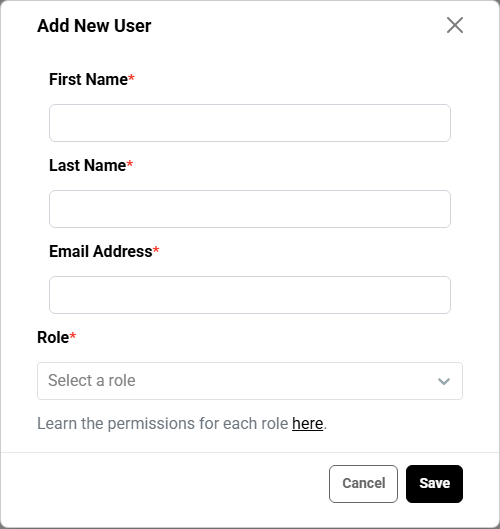 Add New User
First Name*
Last Name*
Email Address*
Role*
Select a role
Learn the permissions for each role here.
Cancel Save